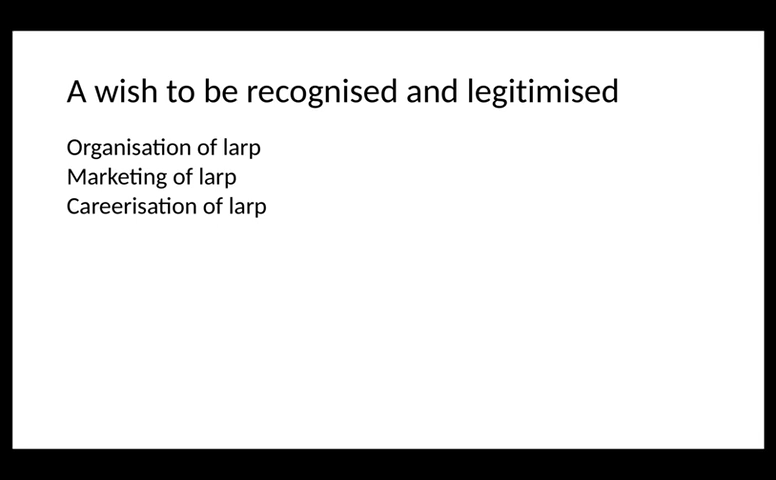 A wish to be recognised and legitimised
Organisation of larp
Marketing of larp
Careerisation of larp